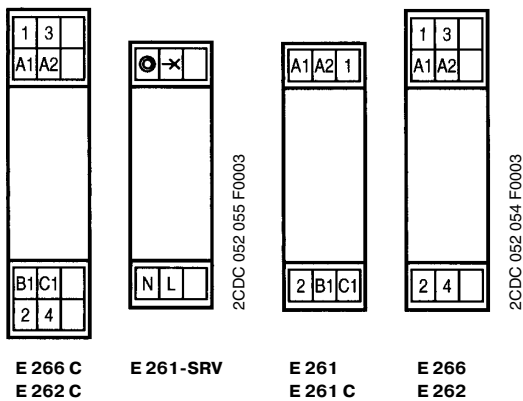 1 3
A1 A2
B1 C1
2 4
E 266 C
E 262 C
N L
2CDC 052 055 F0003
E 261-SRV
A1 A2 1
2 B1 C1
E 261
E 261 C
1 3
A1 A2
2 4
2CDC 052 054 F0003
E 266
E 262